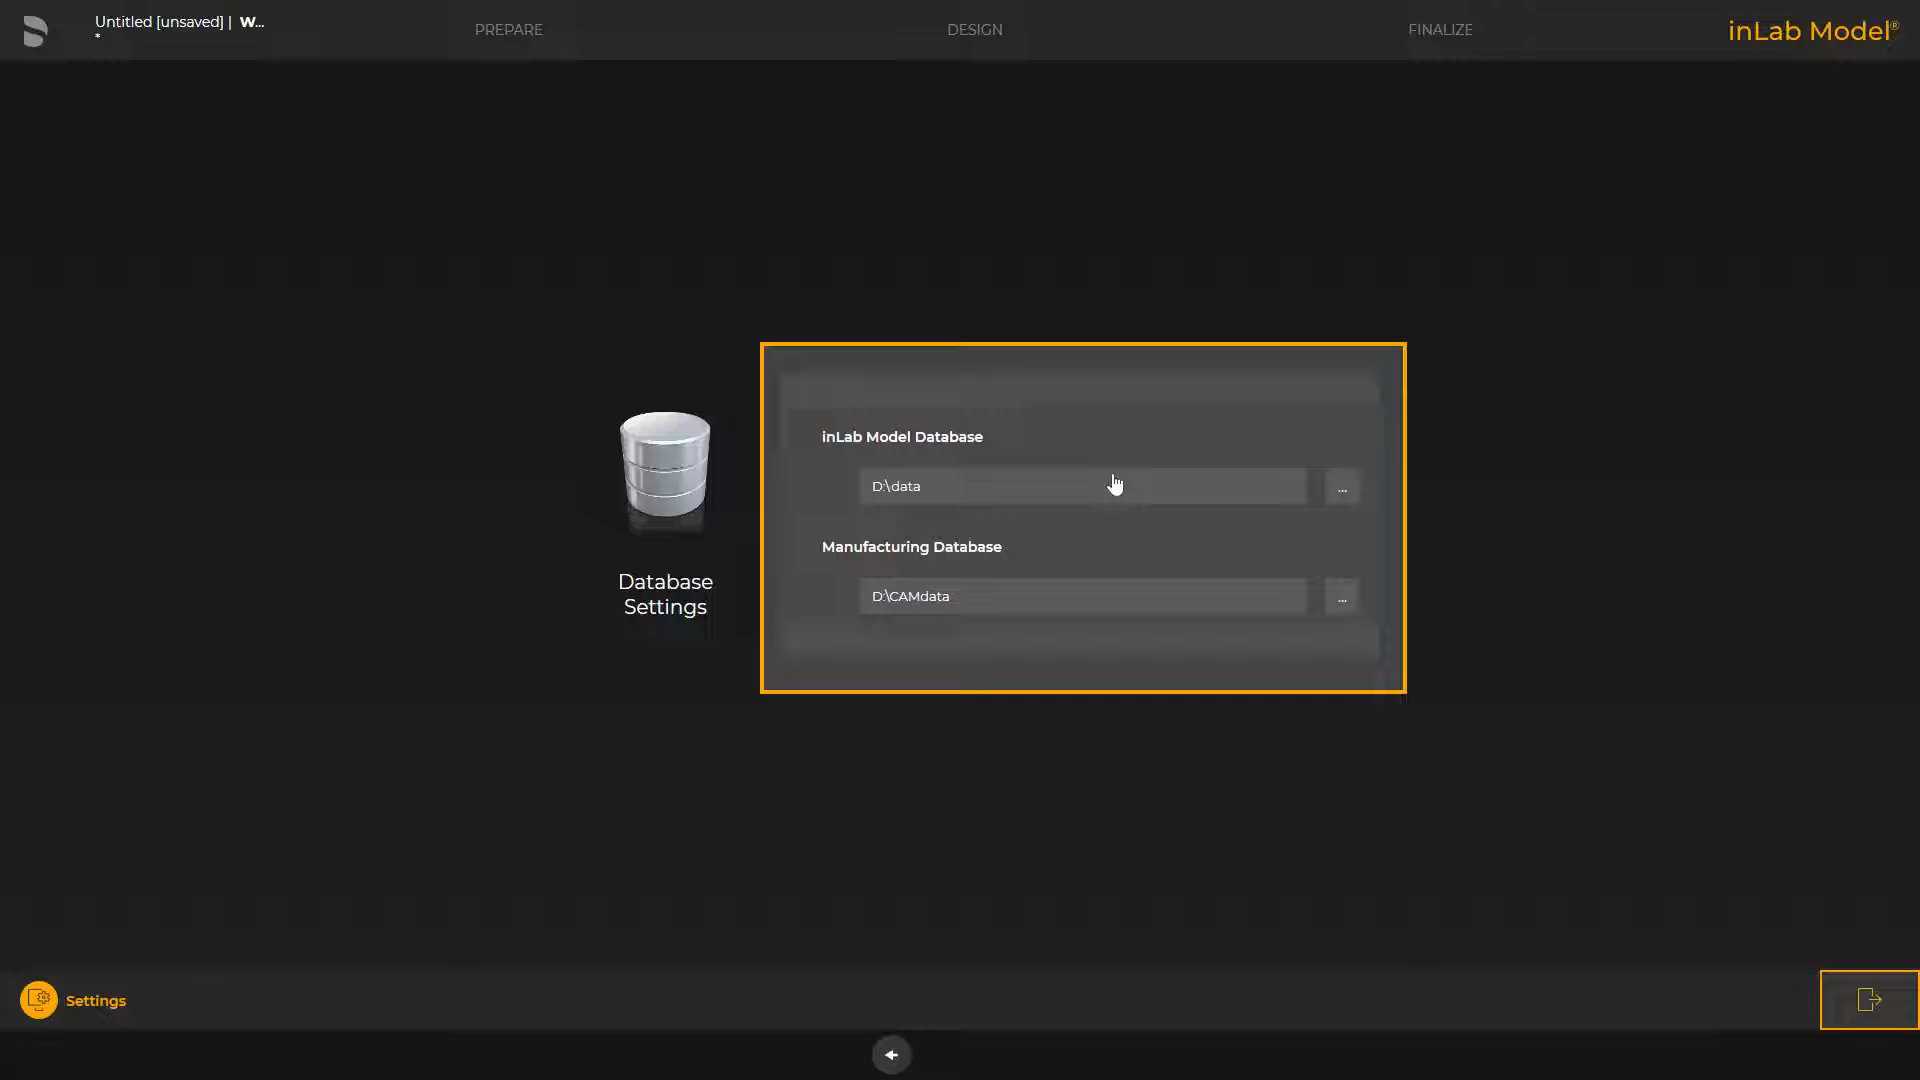 Untitled [unsaved] | W...
*
PREPARE
DESIGN
FINALIZE
inLab Model®
inLab Model Database
D:\data
...
Manufacturing Database
D:\CAMdata
...
Database
Settings
Settings